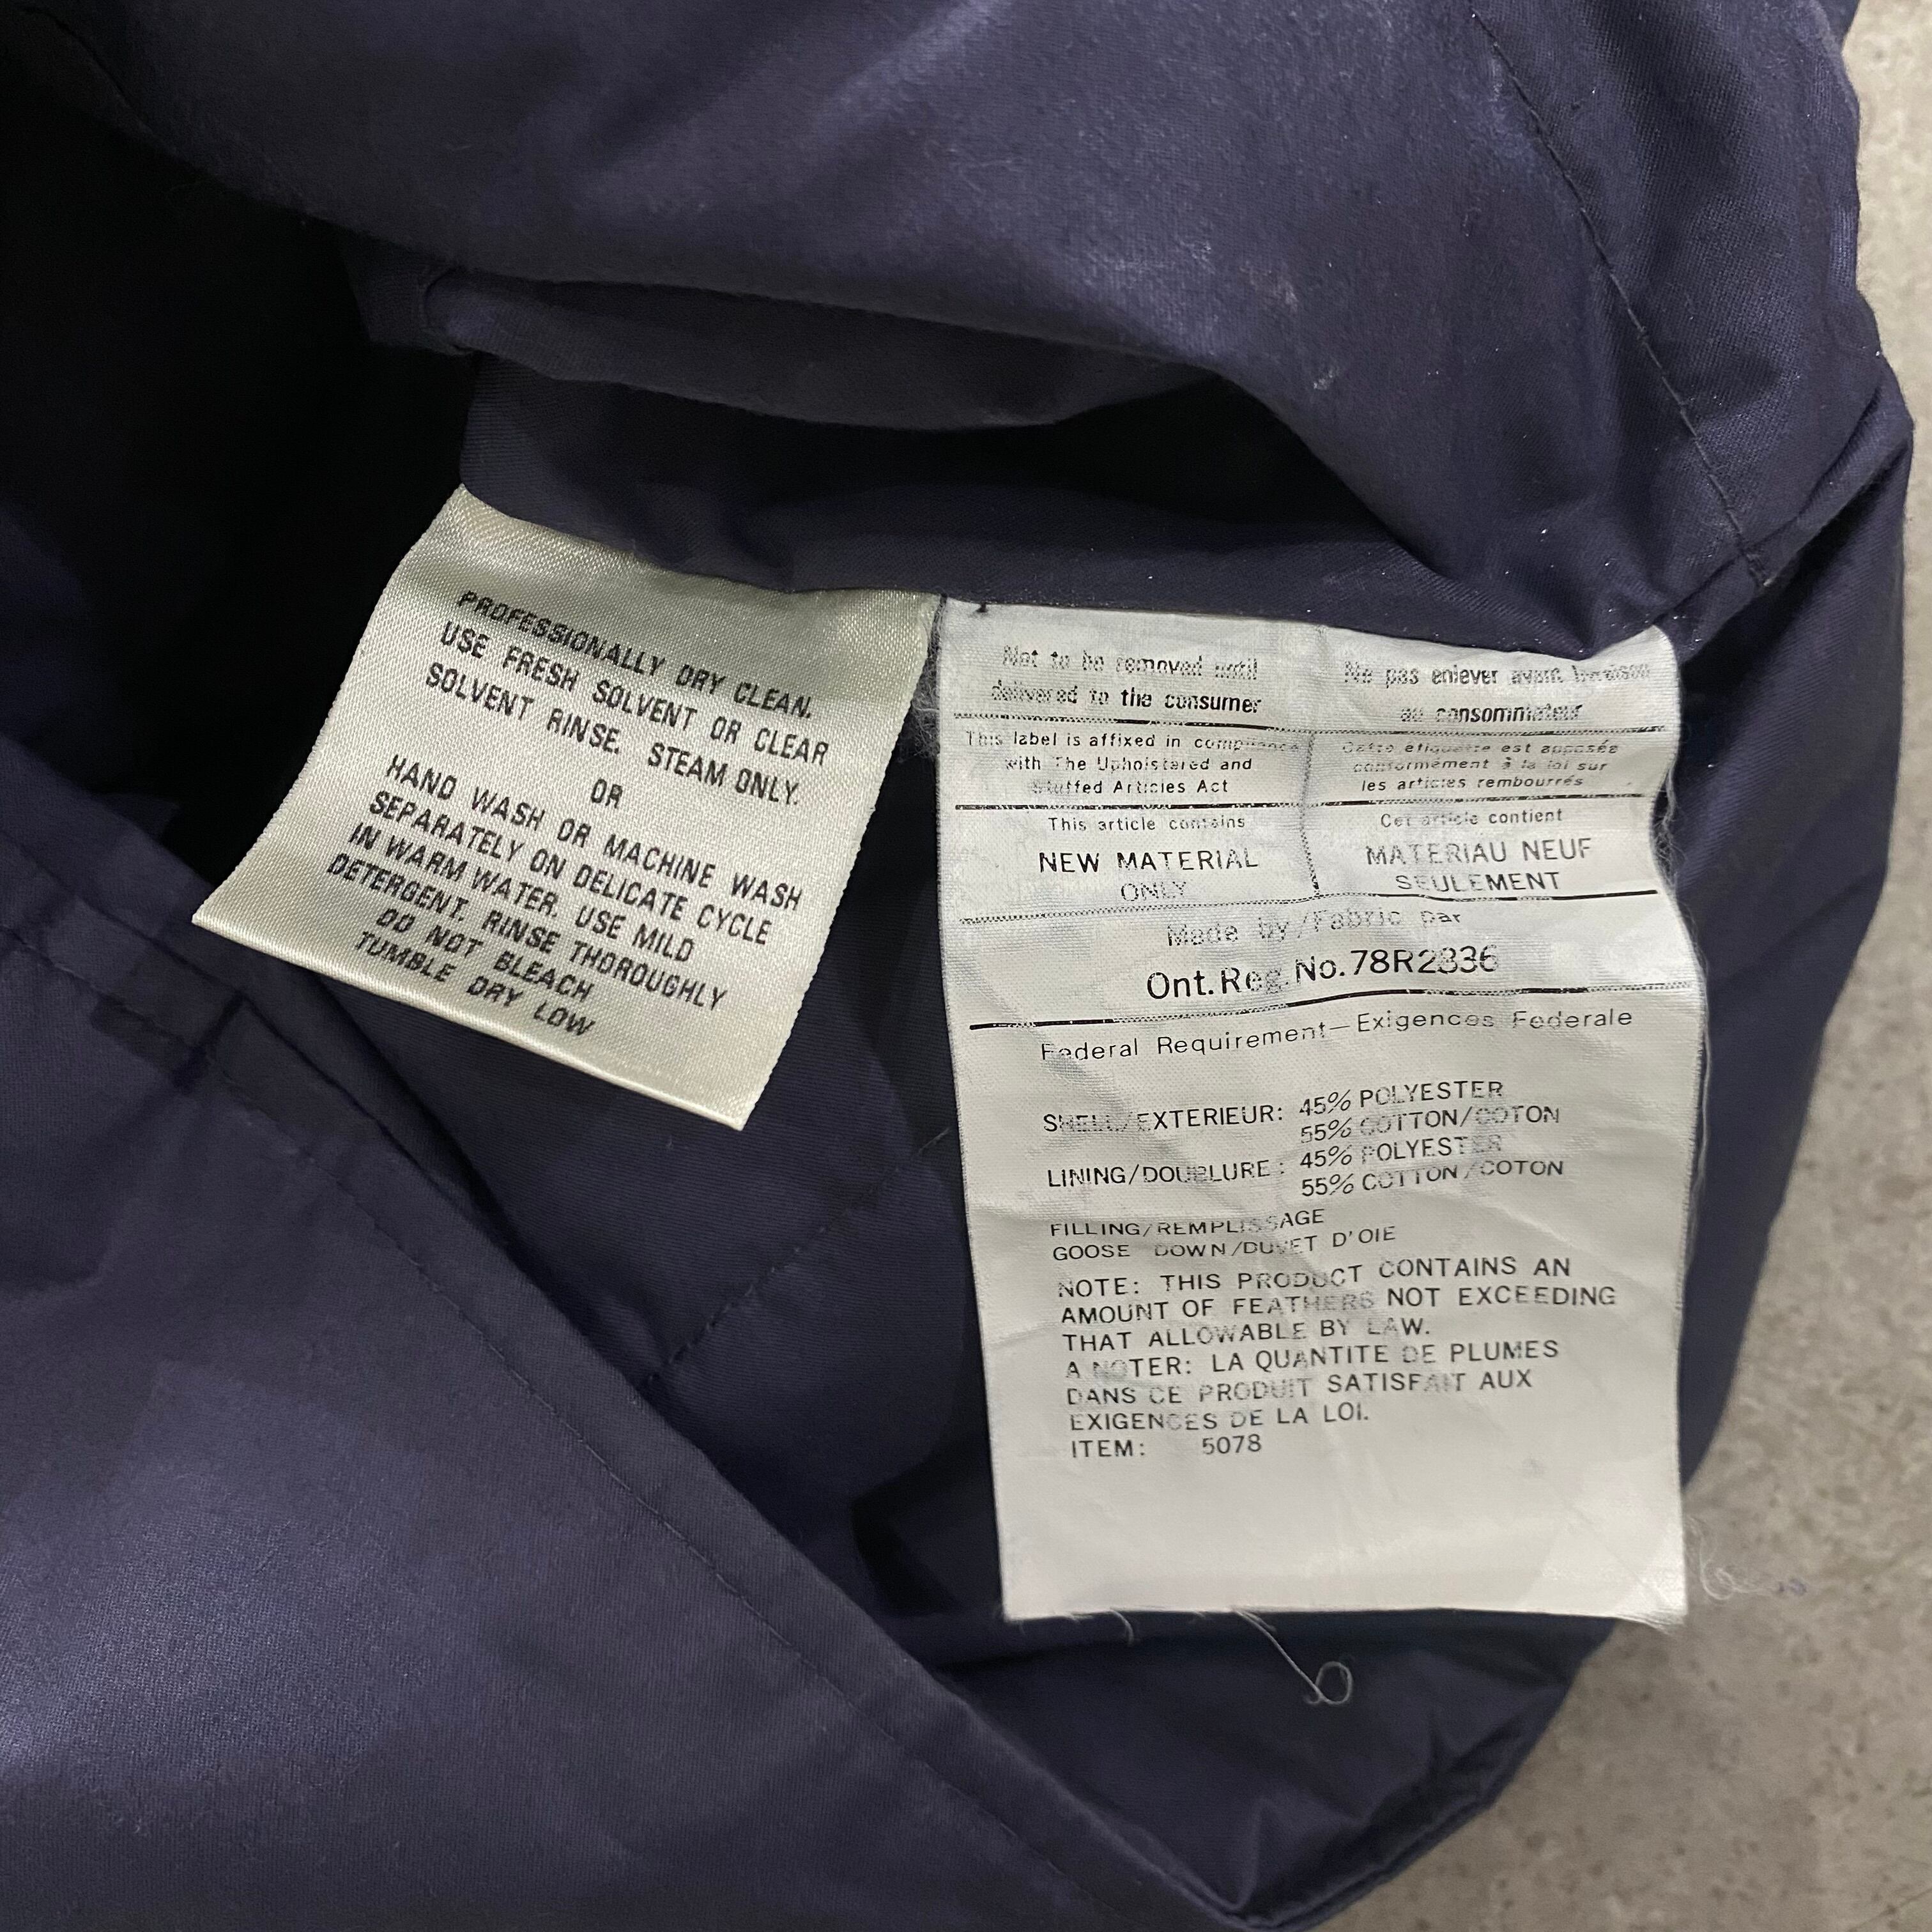 PROFESSIONALLY DRY CLEAN.
USE FRESH SOLVENT OR CLEAR
SOLVENT RINSE. STEAM ONLY.
OR
HAND WASH OR MACHINE WASH
SEPARATELY ON DELICATE CYCLE
IN WARM WATER. USE MILD
DETERGENT. RINSE THOROUGHLY
DO NOT BLEACH
TUMBLE DRY LOW
Not to be removed until
delivered to the consumer
Ne pas enlever avant livraison
au consommateur
This label is affixed in compliance
with The Upholstered and
Stuffed Articles Act
Cette étiquette est apposée
conformément à la loi sur
les articles rembourrés
This article contains
NEW MATERIAL
ONLY
Cet article contient
MATERIAU NEUF
SEULEMENT
Made by/Fabric par
Ont. Reg. No. 78R2336
Federal Requirement—Exigences Federale
SHELL/EXTERIEUR: 45% POLYESTER
55% COTTON/COTON
LINING/DOUBLURE: 45% POLYESTER
55% COTTON/COTON
FILLING/REMPLISSAGE
GOOSE DOWN/DUVET D'OIE
NOTE: THIS PRODUCT CONTAINS AN
AMOUNT OF FEATHERS NOT EXCEEDING
THAT ALLOWABLE BY LAW.
A NOTER: LA QUANTITE DE PLUMES
DANS CE PRODUIT SATISFAIT AUX
EXIGENCES DE LA LOI.
ITEM: 5078